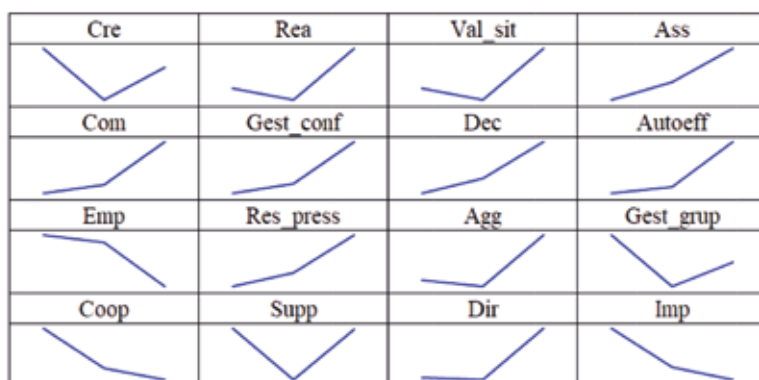 Cre Rea Val_sit Ass
Com Gest_conf Dec Autoeff
Emp Res_press Agg Gest_grup
Coop Supp Dir Imp